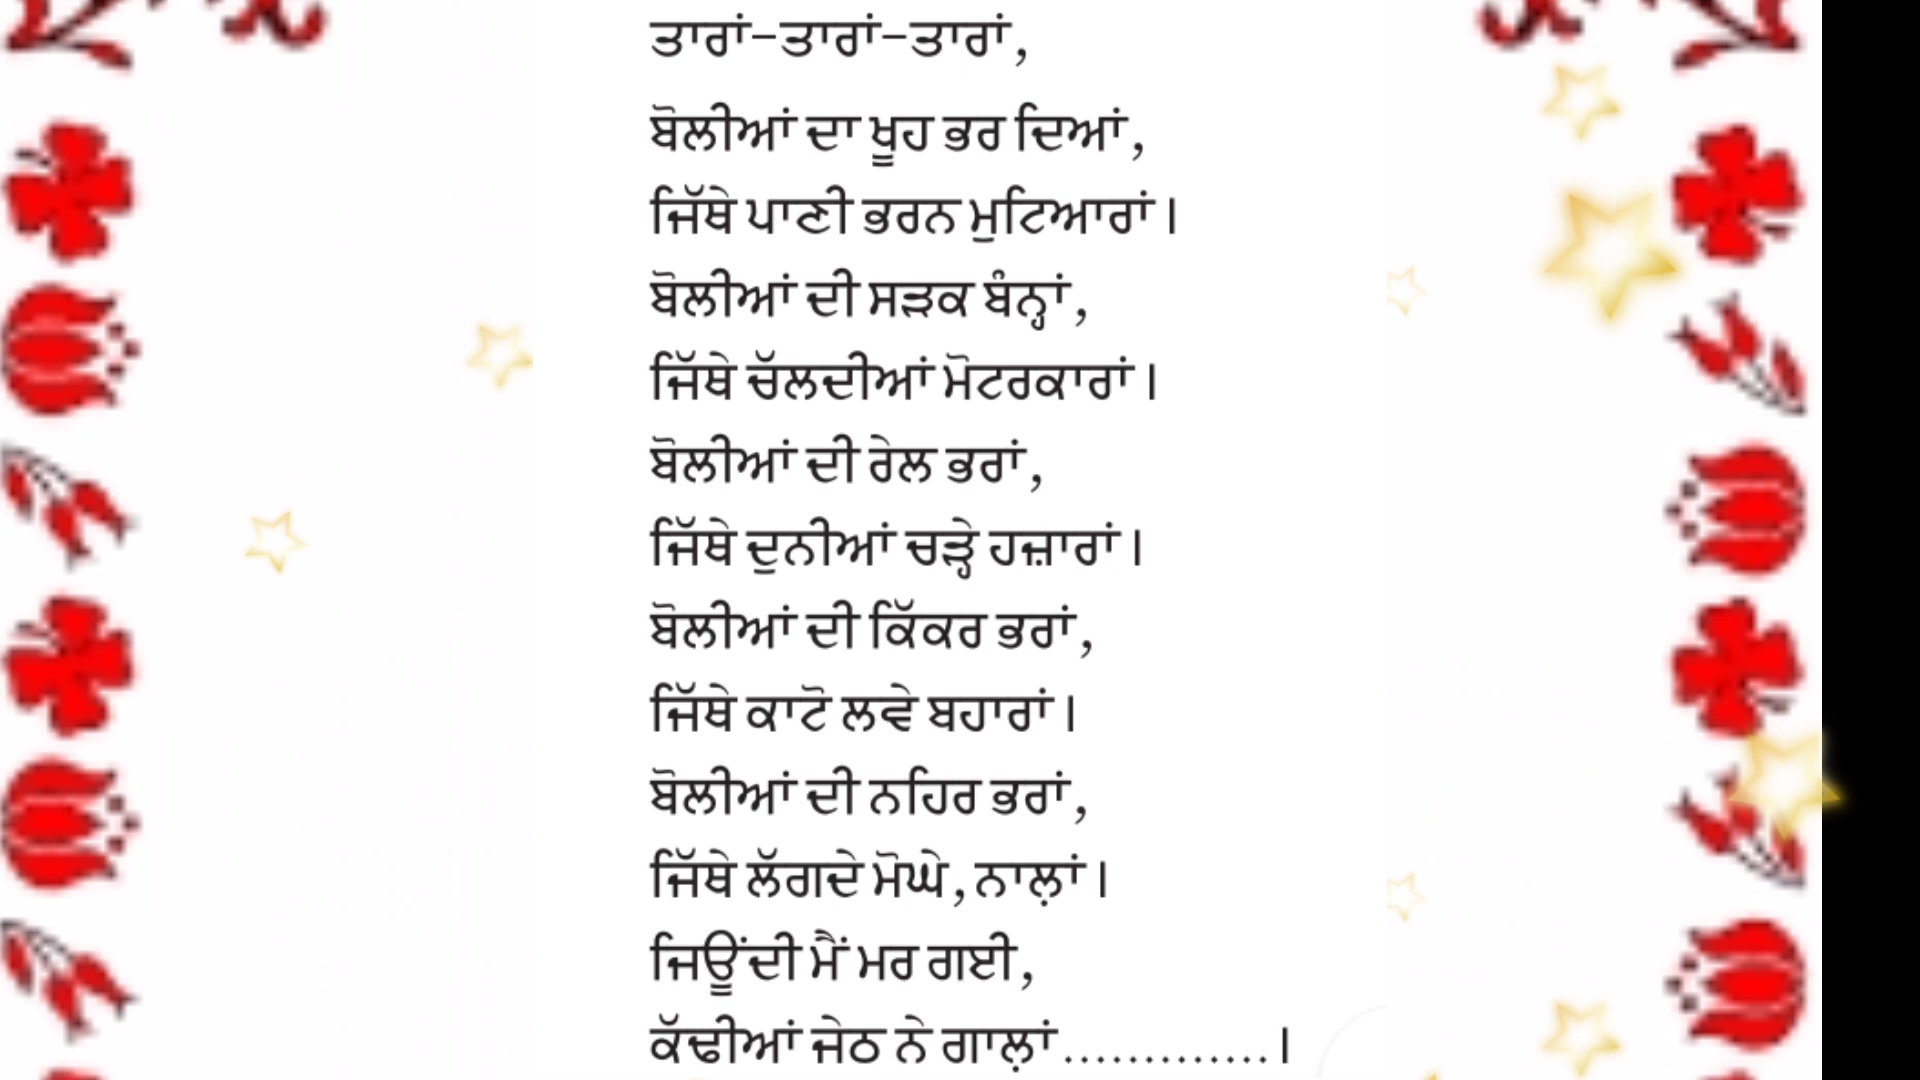 ਤਾਰਾਂ-ਤਾਰਾਂ-ਤਾਰਾਂ,
ਬੋਲੀਆਂ ਦਾ ਖੂਹ ਭਰ ਦਿਆਂ,
ਜਿੱਥੇ ਪਾਣੀ ਭਰਨ ਮੁਟਿਆਰਾਂ।
ਬੋਲੀਆਂ ਦੀ ਸੜਕ ਬੰਨ੍ਹਾਂ,
ਜਿੱਥੇ ਚੱਲਦੀਆਂ ਮੋਟਰਕਾਰਾਂ।
ਬੋਲੀਆਂ ਦੀ ਰੇਲ ਭਰਾਂ,
ਜਿੱਥੇ ਦੁਨੀਆਂ ਚੜ੍ਹੇ ਹਜ਼ਾਰਾਂ।
ਬੋਲੀਆਂ ਦੀ ਕਿੱਕਰ ਭਰਾਂ,
ਜਿੱਥੇ ਕਾਟੋ ਲਵੇ ਬਹਾਰਾਂ।
ਬੋਲੀਆਂ ਦੀ ਨਹਿਰ ਭਰਾਂ,
ਜਿੱਥੇ ਲੱਗਦੇ ਮੋਘੇ,ਨਾਲ਼ਾਂ।
ਜਿਊਂਦੀ ਮੈਂ ਮਰ ਗਈ,
ਕੱਢੀਆਂ ਜੇਠ ਨੇ ਗਾਲ਼ਾਂ.............।